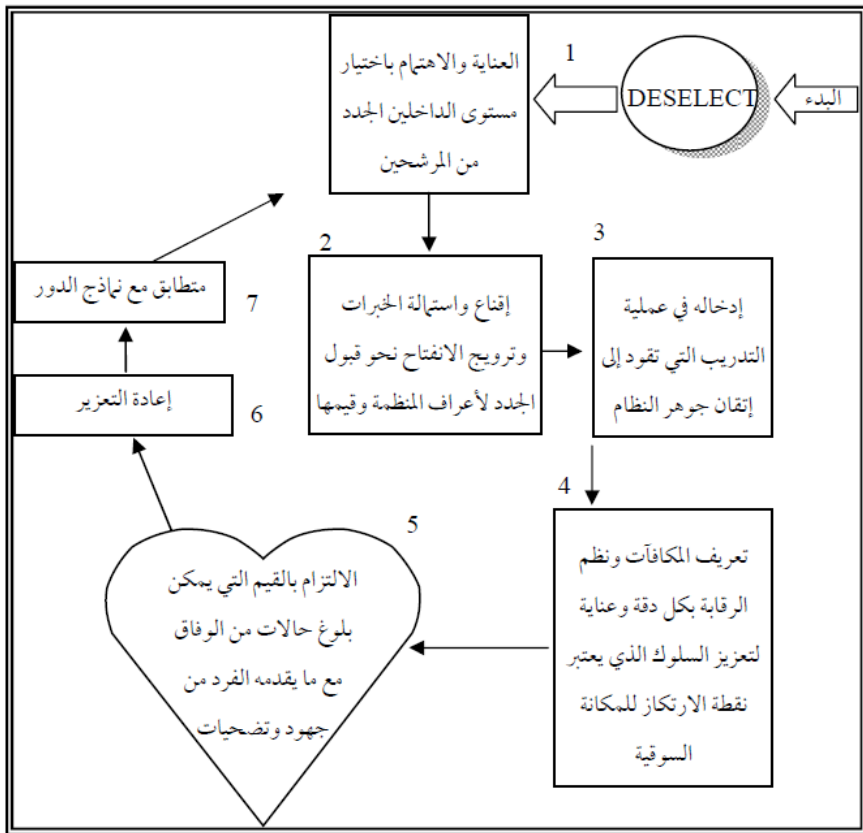 البدء
DESELECT
1
العناية والاهتمام باختيار
مستوى الداخلين الجدد
من المرشحين
2
إقناع واستمالة الخبرات
وترويج الانفتاح نحو قبول
الجدد لأعراف المنظمة وقيمها
3
إدخاله في عملية
التدريب التي تقود إلى
إتقان جوهر النظام
4
تعريف المكافآت ونظم
الرقابة بكل دقة وعناية
لتعزيز السلوك الذي يعتبر
نقطة الارتكاز للمكانة
السوقية
5
الالتزام بالقيم التي يمكن
بلوغ حالات من الوفاق
مع ما يقدمه الفرد من
جهود وتضحيات
6
إعادة التعزير
7
متطابق مع نماذج الدور